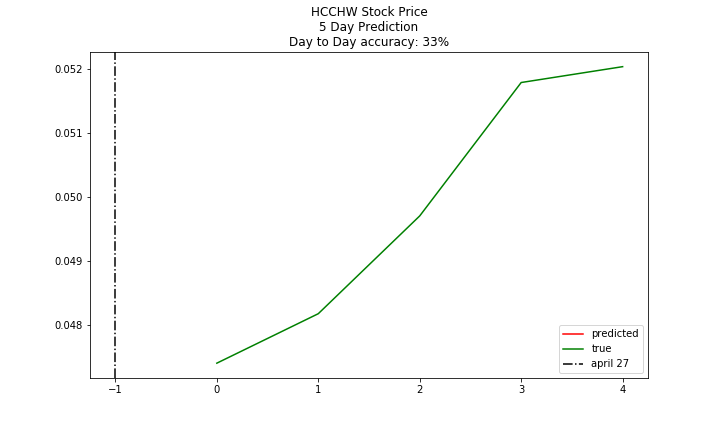 HCCHW Stock Price
5 Day Prediction
Day to Day accuracy: 33%
0.052
0.051
0.050
0.049
0.048
−1
0
1
2
3
4
predicted
true
april 27